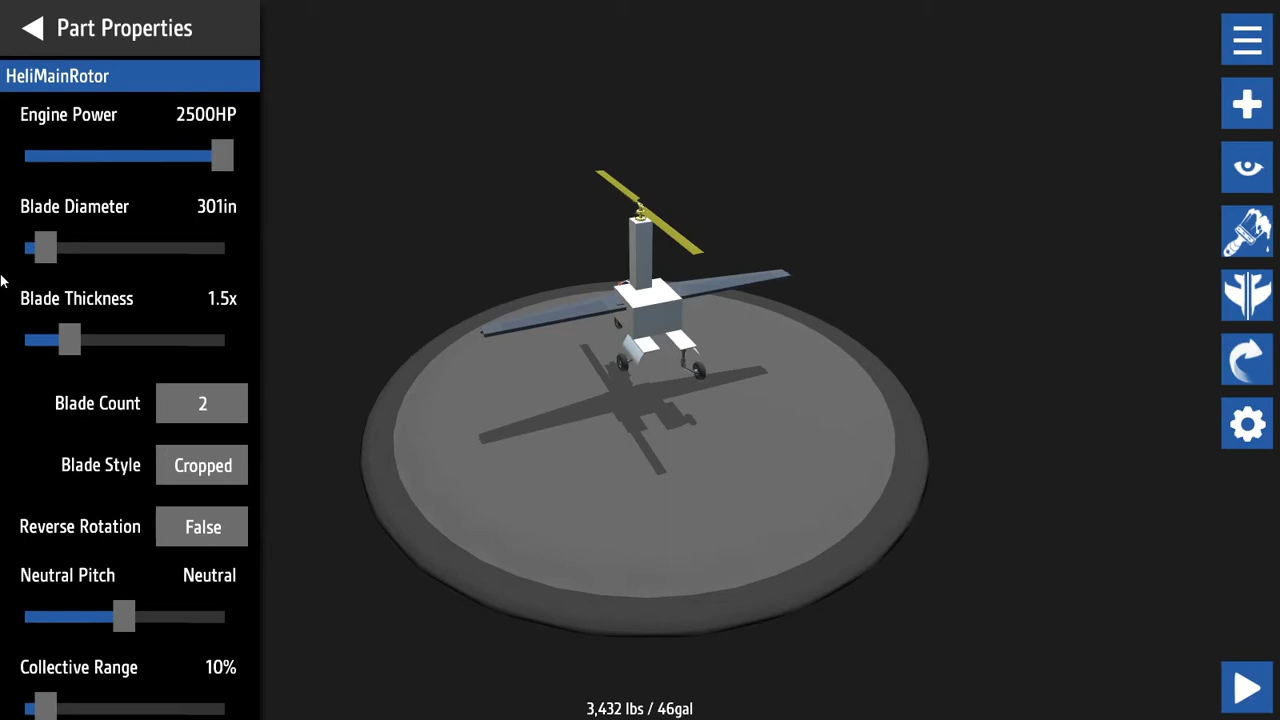 Part Properties
HeliMainRotor
Engine Power 2500HP
Blade Diameter 301in
Blade Thickness 1.5x
Blade Count 2
Blade Style Cropped
Reverse Rotation False
Neutral Pitch Neutral
Collective Range 10%
3,432 lbs / 46gal